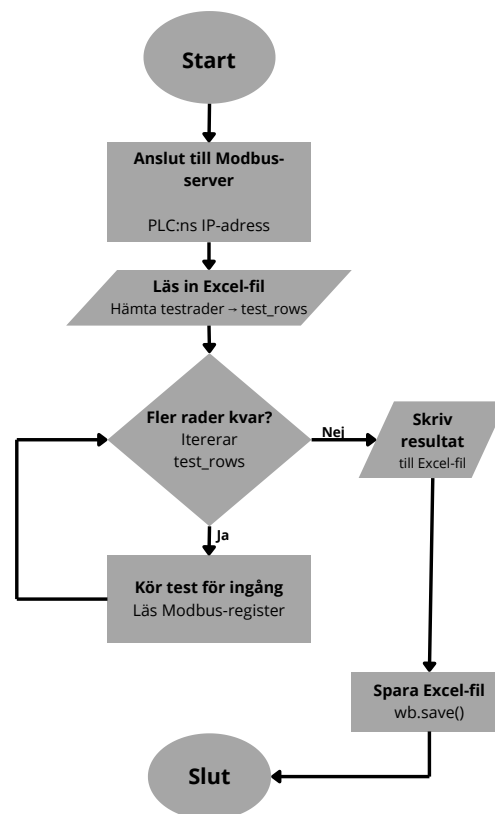 Start
Anslut till Modbus-
server
PLC:ns IP-adress
Läs in Excel-fil
Hämta testrader → test_rows
Fler rader kvar?
Itererar
test_rows
Nej
Skriv
resultat
till Excel-fil
Ja
Kör test för ingång
Läs Modbus-register
Spara Excel-fil
wb.save()
Slut